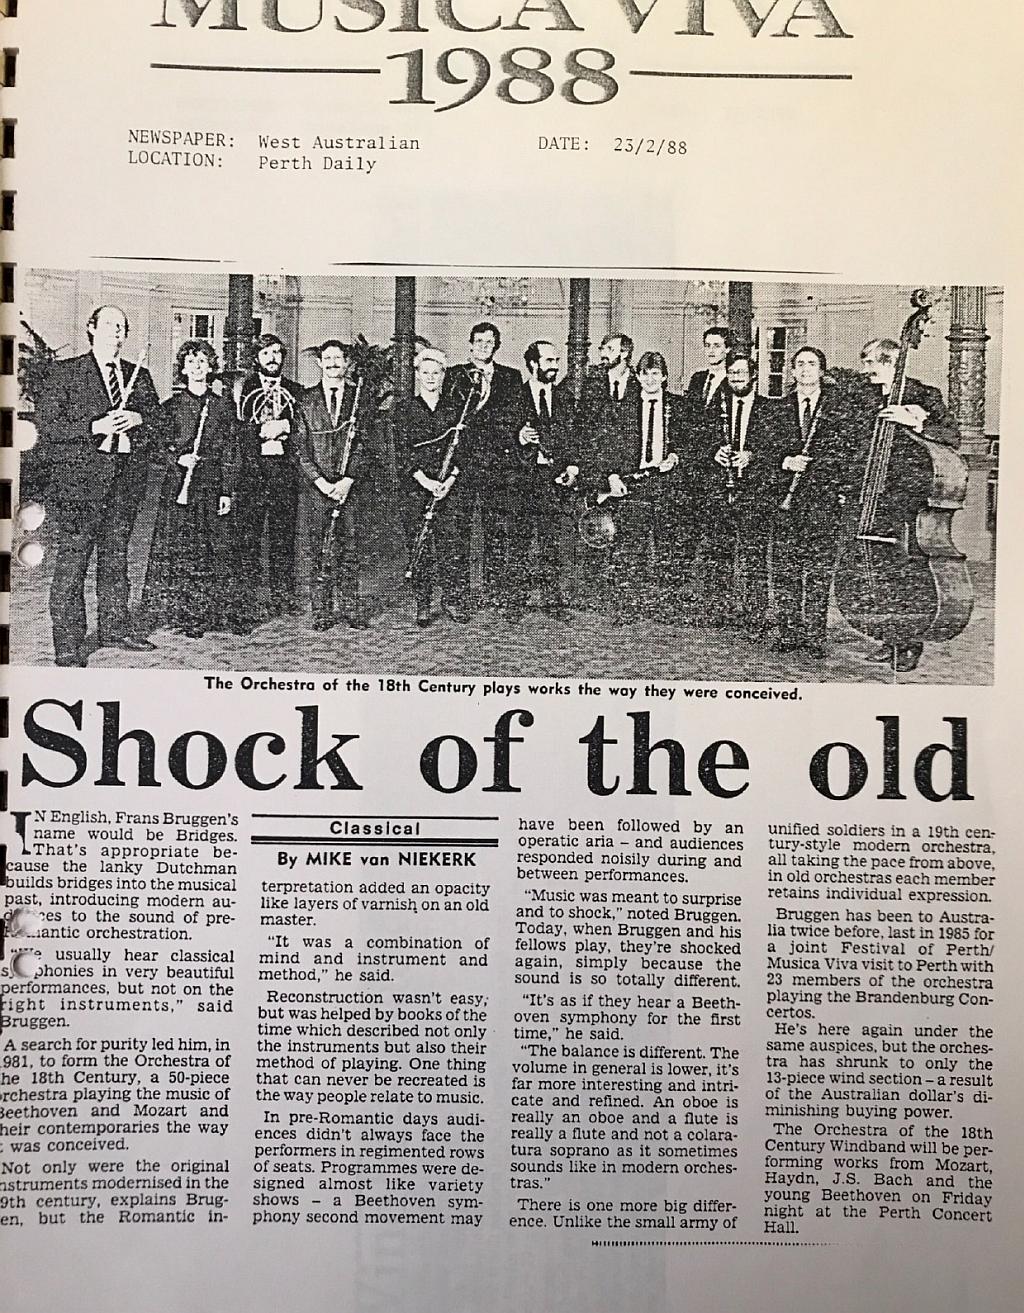 MUSICA VIVA
1988
NEWSPAPER: West Australian
LOCATION: Perth Daily
DATE: 23/2/88
The Orchestra of the 18th Century plays works the way they were conceived.
Shock of the old
IN English, Frans Bruggen's
name would be Bridges.
That's appropriate be-
cause the lanky Dutchman
builds bridges into the musical
past, introducing modern au-
ces to the sound of pre-
mantic orchestration.
usually hear classical
phonies in very beautiful
performances, but not on the
right instruments," said
Bruggen.
A search for purity led him, in
981, to form the Orchestra of
he 18th Century, a 50-piece
orchestra playing the music of
Beethoven and Mozart and
heir contemporaries the way
was conceived.
Not only were the original
nstruments modernised in the
9th century, explains Brug-
en, but the Romantic in-
Classical
By MIKE van NIEKERK
terpretation added an opacity
like layers of varnish on an old
master.
"It was a combination of
mind and instrument and
method," he said.
Reconstruction wasn't easy,
but was helped by books of the
time which described not only
the instruments but also their
method of playing. One thing
that can never be recreated is
the way people relate to music.
In pre-Romantic days audi-
ences didn't always face the
performers in regimented rows
of seats. Programmes were de-
signed almost like variety
shows – a Beethoven sym-
phony second movement may
have been followed by an
operatic aria – and audiences
responded noisily during and
between performances.
"Music was meant to surprise
and to shock," noted Bruggen.
Today, when Bruggen and his
fellows play, they're shocked
again, simply because the
sound is so totally different.
"It's as if they hear a Beeth-
oven symphony for the first
time," he said.
"The balance is different. The
volume in general is lower, it's
far more interesting and intri-
cate and refined. An oboe is
really an oboe and a flute is
really a flute and not a colara-
tura soprano as it sometimes
sounds like in modern orches-
tras."
There is one more big differ-
ence. Unlike the small army of
unified soldiers in a 19th cen-
tury-style modern orchestra,
all taking the pace from above,
in old orchestras each member
retains individual expression.
Bruggen has been to Austra-
lia twice before, last in 1985 for
a joint Festival of Perth/
Musica Viva visit to Perth with
23 members of the orchestra
playing the Brandenburg Con-
certos.
He's here again under the
same auspices, but the orches-
tra has shrunk to only the
13-piece wind section – a result
of the Australian dollar's di-
minishing buying power.
The Orchestra of the 18th
Century Windband will be per-
forming works from Mozart,
Haydn, J.S. Bach and the
young Beethoven on Friday
night at the Perth Concert
Hall.